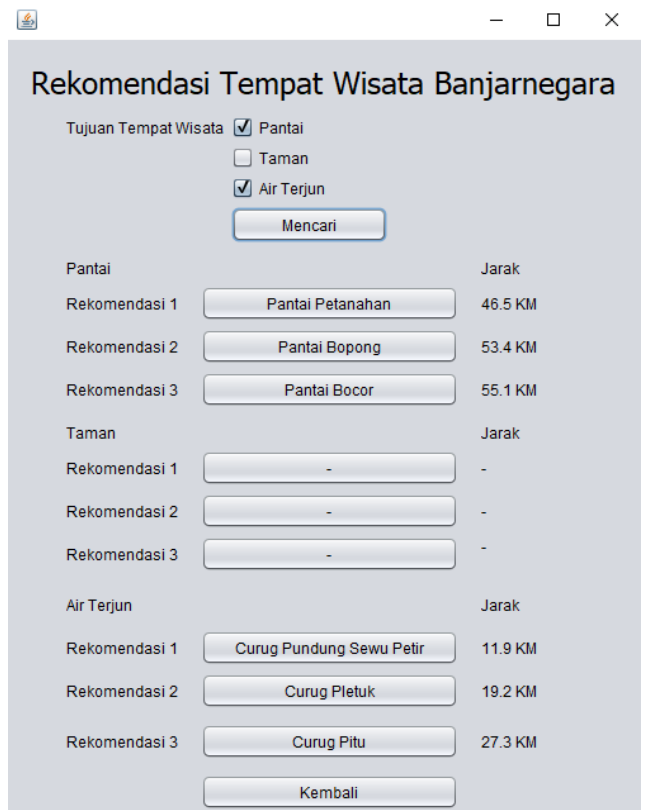 Rekomendasi Tempat Wisata Banjarnegara
Tujuan Tempat Wisata Pantai
Taman
Air Terjun
Mencari
Pantai Jarak
Rekomendasi 1 Pantai Petanahan 46.5 KM
Rekomendasi 2 Pantai Bopong 53.4 KM
Rekomendasi 3 Pantai Bocor 55.1 KM
Taman Jarak
Rekomendasi 1 - -
Rekomendasi 2 - -
Rekomendasi 3 - -
Air Terjun Jarak
Rekomendasi 1 Curug Pundung Sewu Petir 11.9 KM
Rekomendasi 2 Curug Pletuk 19.2 KM
Rekomendasi 3 Curug Pitu 27.3 KM
Kembali